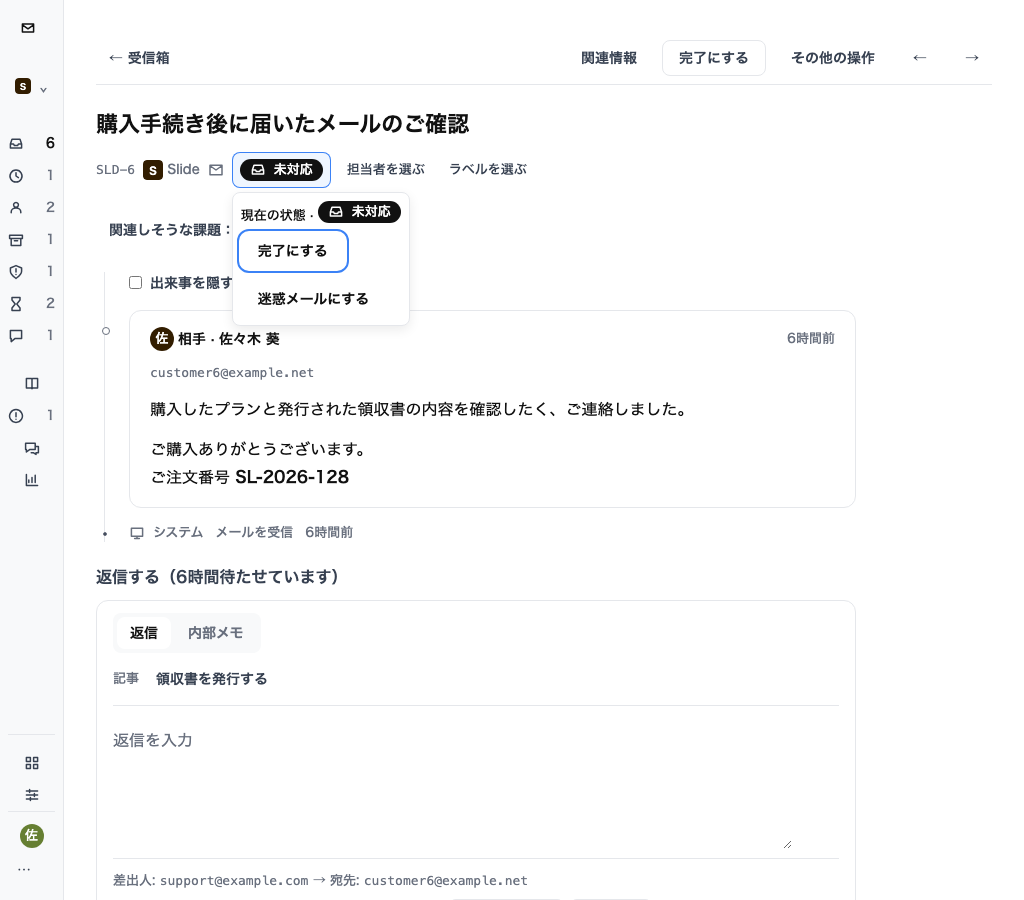 S
6
1
2
1
1
2
1
1
佐
…
← 受信箱
関連情報 完了にする その他の操作 ← →
購入手続き後に届いたメールのご確認
SLD-6 S Slide 未対応 担当者を選ぶ ラベルを選ぶ
現在の状態 · 未対応
完了にする
迷惑メールにする
関連しそうな課題：
出来事を隠す
佐 相手 · 佐々木 葵 6時間前
customer6@example.net
購入したプランと発行された領収書の内容を確認したく、ご連絡しました。
ご購入ありがとうございます。
ご注文番号 SL-2026-128
システム メールを受信 6時間前
返信する（6時間待たせています）
返信 内部メモ
記事 領収書を発行する
返信を入力
差出人: support@example.com → 宛先: customer6@example.net